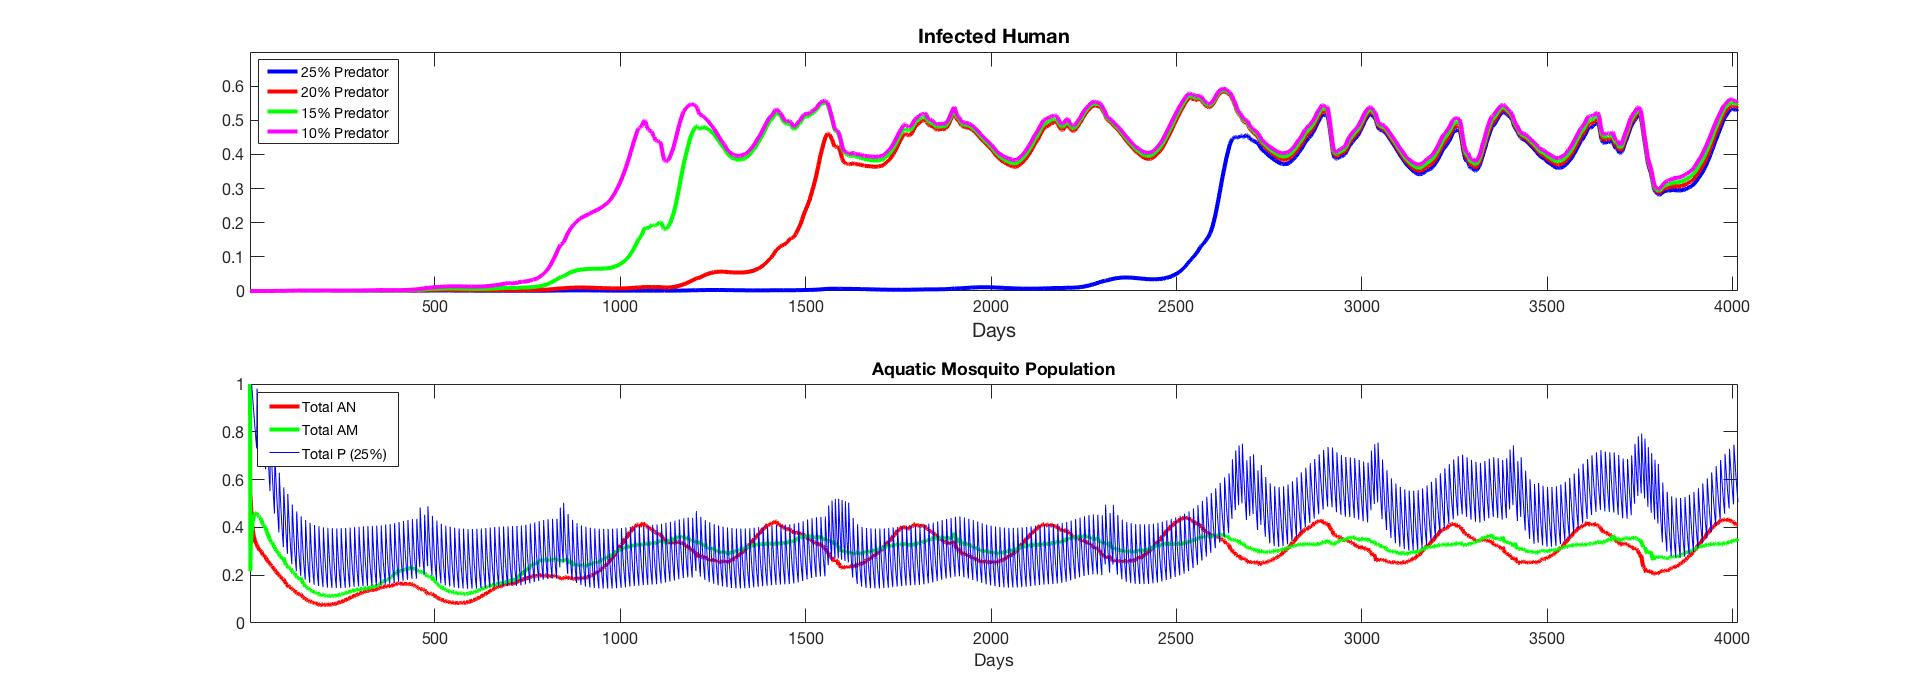 Infected Human
25% Predator
20% Predator
15% Predator
10% Predator
0.6
0.5
0.4
0.3
0.2
0.1
0
500 1000 1500 2000 2500 3000 3500 4000
Days
Aquatic Mosquito Population
Total AN
Total AM
Total P (25%)
1
0.8
0.6
0.4
0.2
0
500 1000 1500 2000 2500 3000 3500 4000
Days